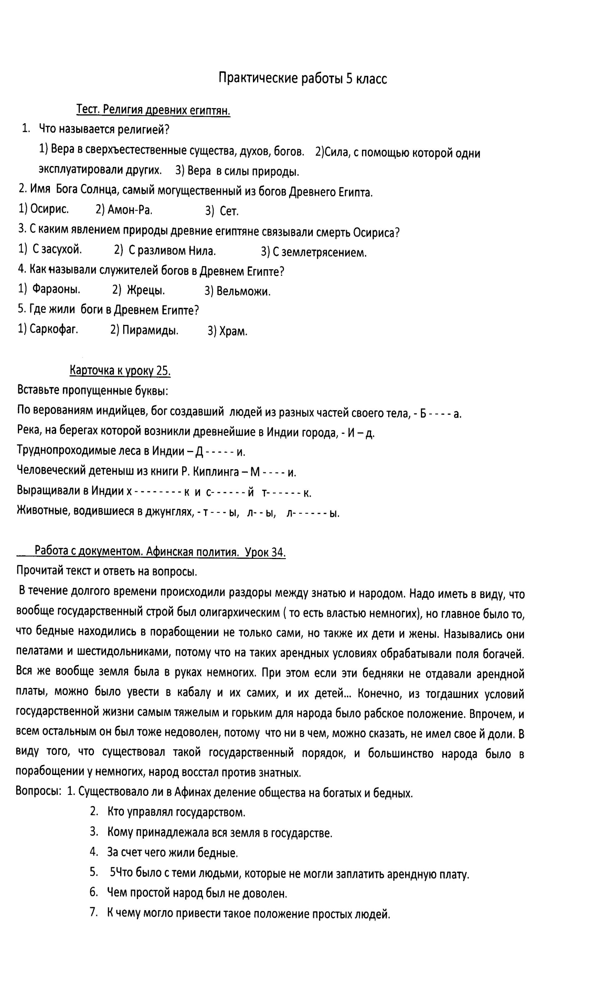 Практические работы 5 класс
Тест. Религия древних египтян.
1. Что называется религией?
1) Вера в сверхъестественные существа, духов, богов. 2)Сила, с помощью которой одни
эксплуатировали других. 3) Вера в силы природы.
2. Имя Бога Солнца, самый могущественный из богов Древнего Египта.
1) Осирис. 2) Амон-Ра. 3) Сет.
3. С каким явлением природы древние египтяне связывали смерть Осириса?
1) С засухой. 2) С разливом Нила. 3) С землетрясением.
4. Как называли служителей богов в Древнем Египте?
1) Фараоны. 2) Жрецы. 3) Вельможи.
5. Где жили боги в Древнем Египте?
1) Саркофаг. 2) Пирамиды. 3) Храм.
Карточка к уроку 25.
Вставьте пропущенные буквы:
По верованиям индийцев, бог создавший людей из разных частей своего тела, - Б - - - - а.
Река, на берегах которой возникли древнейшие в Индии города, - И – д.
Труднопроходимые леса в Индии – Д - - - - - и.
Человеческий детеныш из книги Р. Киплинга – М - - - - и.
Выращивали в Индии х - - - - - - - - - к и с- - - - - - й т- - - - - - к.
Животные, водившиеся в джунглях, - т - - - ы, л- - ы, л- - - - - - ы.
__ Работа с документом. Афинская полития. Урок 34.
Прочитай текст и ответь на вопросы.
В течение долгого времени происходили раздоры между знатью и народом. Надо иметь в виду, что
вообще государственный строй был олигархическим ( то есть властью немногих), но главное было то,
что бедные находились в порабощении не только сами, но также их дети и жены. Назывались они
пелатами и шестидольниками, потому что на таких арендных условиях обрабатывали поля богачей.
Вся же вообще земля была в руках немногих. При этом если эти бедняки не отдавали арендной
платы, можно было увести в кабалу и их самих, и их детей... Конечно, из тогдашних условий
государственной жизни самым тяжелым и горьким для народа было рабское положение. Впрочем, и
всем остальным он был тоже недоволен, потому что ни в чем, можно сказать, не имел свое й доли. В
виду того, что существовал такой государственный порядок, и большинство народа было в
порабощении у немногих, народ восстал против знатных.
Вопросы: 1. Существовало ли в Афинах деление общества на богатых и бедных.
2. Кто управлял государством.
3. Кому принадлежала вся земля в государстве.
4. За счет чего жили бедные.
5. 5Что было с теми людьми, которые не могли заплатить арендную плату.
6. Чем простой народ был не доволен.
7. К чему могло привести такое положение простых людей.